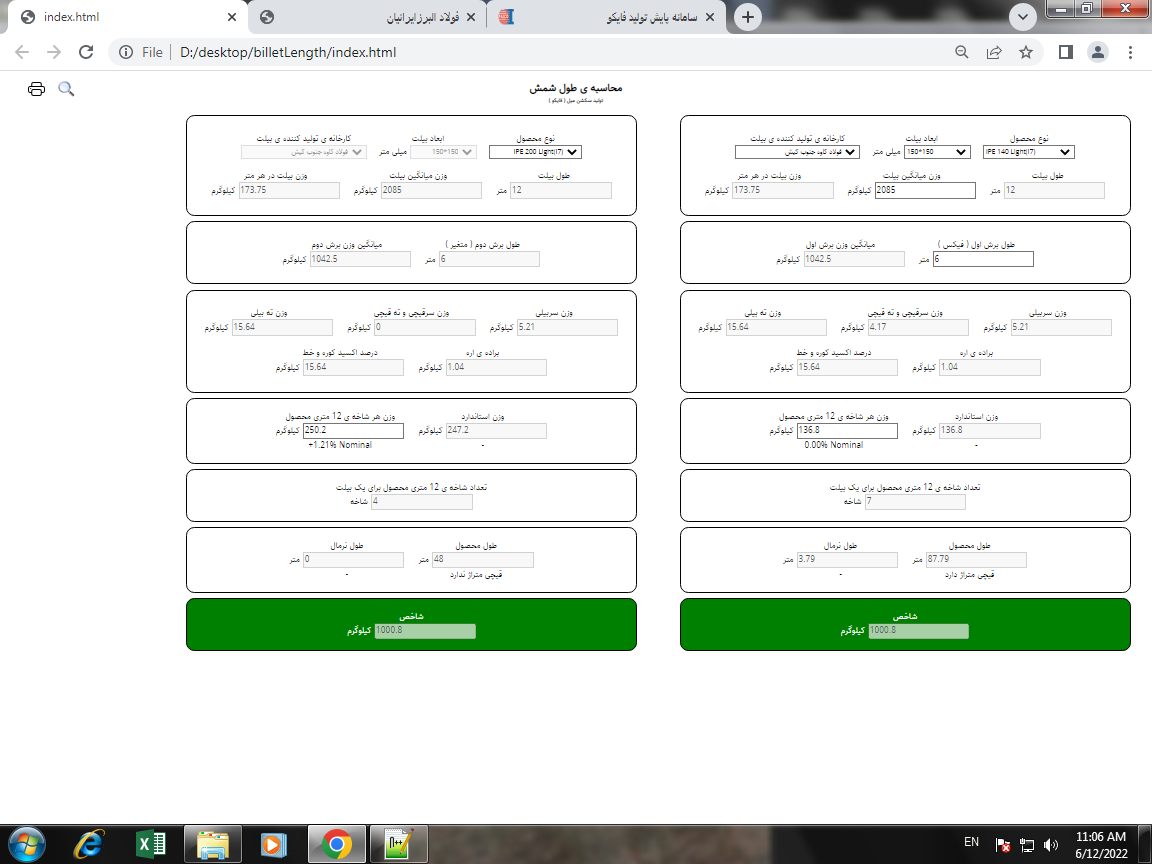 index.html
فولاد البرزایرانیان
سامانه پایش تولید فایکو
File
D:/desktop/billetLength/index.html
محاسبه ی طول شمش
تولید سکشن میل ( فایکو )
نوع محصول ابعاد بیلت کارخانه ی تولید کننده ی بیلت
IPE 140 Light(I7) 150*150 میلی متر فولاد کاوه جنوب کیش
طول بیلت وزن میانگین بیلت وزن بیلت در هر متر
12 متر 2085 کیلوگرم 173.75 کیلوگرم
طول برش اول ( فیکس ) میانگین وزن برش اول
6 متر 1042.5 کیلوگرم
وزن سربیلی وزن سرقیچی و ته قیچی وزن ته بیلی
5.21 کیلوگرم 4.17 کیلوگرم 15.64 کیلوگرم
براده ی اره درصد اکسید کوره و خط
1.04 کیلوگرم 15.64 کیلوگرم
وزن استاندارد وزن هر شاخه ی 12 متری محصول
136.8 کیلوگرم 136.8 کیلوگرم
- 0.00% Nominal
تعداد شاخه ی 12 متری محصول برای یک بیلت
7 شاخه
طول محصول طول نرمال
87.79 متر 3.79 متر
قیچی متراژ دارد -
شاخص
1000.8 کیلوگرم
نوع محصول ابعاد بیلت کارخانه ی تولید کننده ی بیلت
IPE 200 Light(I7) 150*150 میلی متر فولاد کاوه جنوب کیش
طول بیلت وزن میانگین بیلت وزن بیلت در هر متر
12 متر 2085 کیلوگرم 173.75 کیلوگرم
طول برش دوم ( متغیر ) میانگین وزن برش دوم
6 متر 1042.5 کیلوگرم
وزن سربیلی وزن سرقیچی و ته قیچی وزن ته بیلی
5.21 کیلوگرم 0 کیلوگرم 15.64 کیلوگرم
براده ی اره درصد اکسید کوره و خط
1.04 کیلوگرم 15.64 کیلوگرم
وزن استاندارد وزن هر شاخه ی 12 متری محصول
247.2 کیلوگرم 250.2 کیلوگرم
- +1.21% Nominal
تعداد شاخه ی 12 متری محصول برای یک بیلت
4 شاخه
طول محصول طول نرمال
48 متر 0 متر
قیچی متراژ ندارد -
شاخص
1000.8 کیلوگرم
EN
11:06 AM
6/12/2022